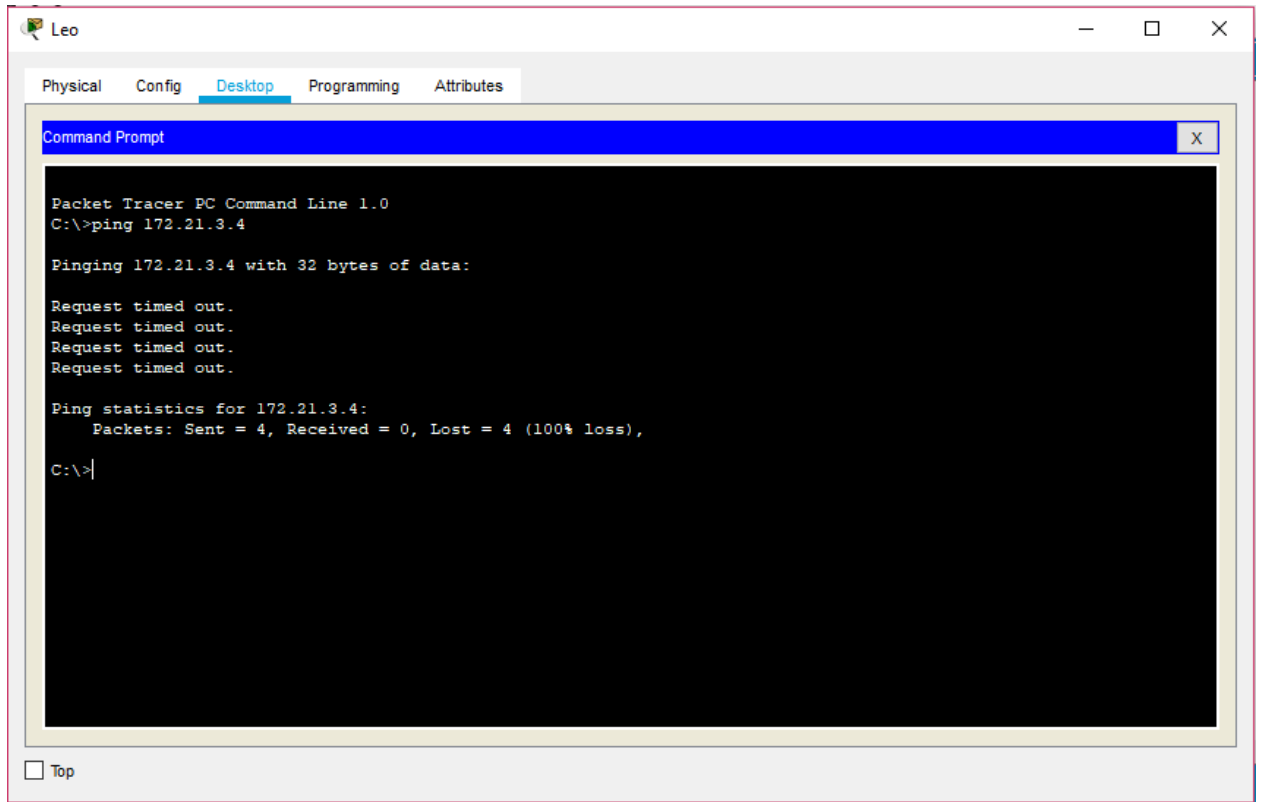 Leo
Physical Config Desktop Programming Attributes
Command Prompt
X
Packet Tracer PC Command Line 1.0
C:\>ping 172.21.3.4
Pinging 172.21.3.4 with 32 bytes of data:
Request timed out.
Request timed out.
Request timed out.
Request timed out.
Ping statistics for 172.21.3.4:
Packets: Sent = 4, Received = 0, Lost = 4 (100% loss),
C:\>
Top